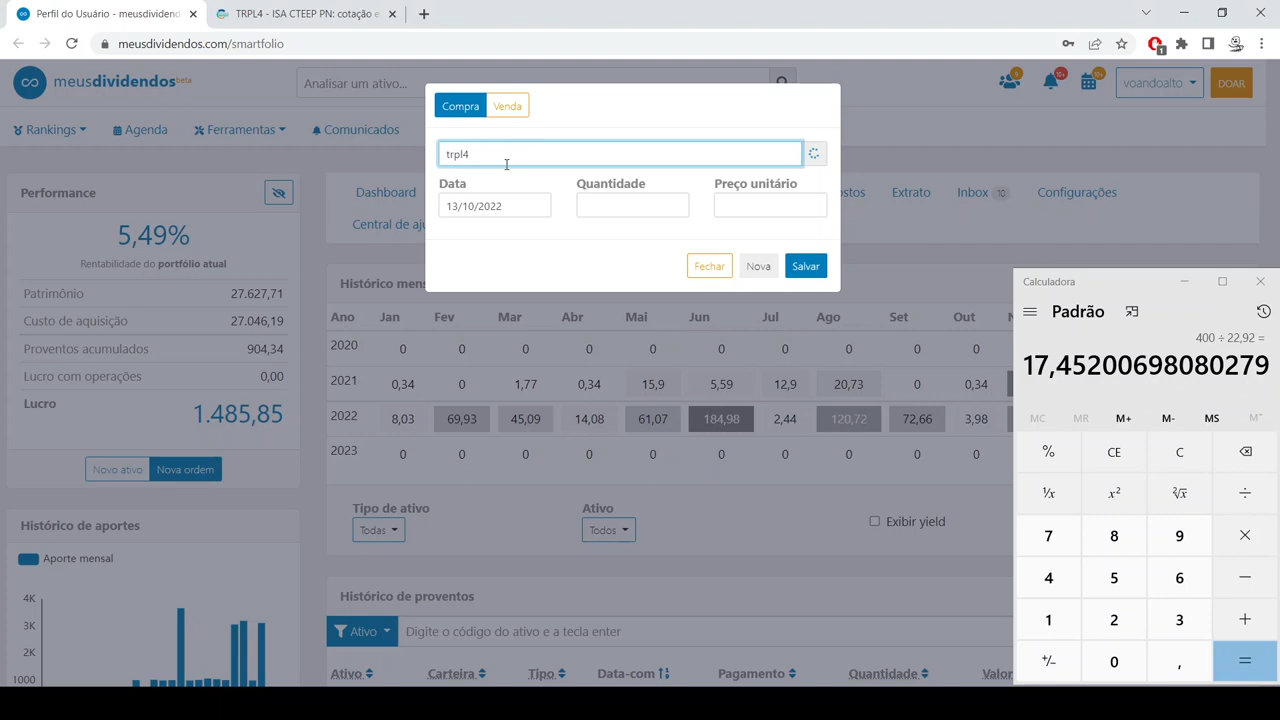 Perfil do Usuário - meusdividend
TRPL4 - ISA CTEEP PN: cotação e
meusdividendos.com/smartfolio
1
meusdividendosbeta
Analisar um ativo...
9
10+
10+
voandoalto
DOAR
Rankings
Agenda
Ferramentas
Comunicados
Compra
Venda
trpl4
Data
Quantidade
Preço unitário
13/10/2022
Fechar
Nova
Salvar
Performance
5,49%
Rentabilidade do portfólio atual
Patrimônio 27.627,71
Custo de aquisição 27.046,19
Proventos acumulados 904,34
Lucro com operações 0,00
Lucro 1.485,85
Novo ativo
Nova ordem
Histórico de aportes
Aporte mensal
4K
3K
2K
1000
Dashboard
Extrato
Inbox 10
Configurações
Ano Jan Fev Mar Abr Mai Jun Jul Ago Set Out
2020 0 0 0 0 0 0 0 0 0 0
2021 0,34 0 1,77 0,34 15,9 5,59 12,9 20,73 0 0,34
2022 8,03 69,93 45,09 14,08 61,07 184,98 2,44 120,72 72,66 3,98
2023 0 0 0 0 0 0 0 0 0 0
Tipo de ativo
Ativo
Todas
Todos
Exibir yield
Histórico de proventos
Ativo
Digite o código do ativo e a tecla enter
Ativo Carteira Tipo Data-com Pagamento Quantidade
Calculadora
Padrão
400 ÷ 22,92 =
17,45200698080279
MC MR M+ M- MS M˅
% CE C
¹/x x² ²√x ÷
7 8 9 ×
4 5 6 −
1 2 3 +
+/− 0 , =